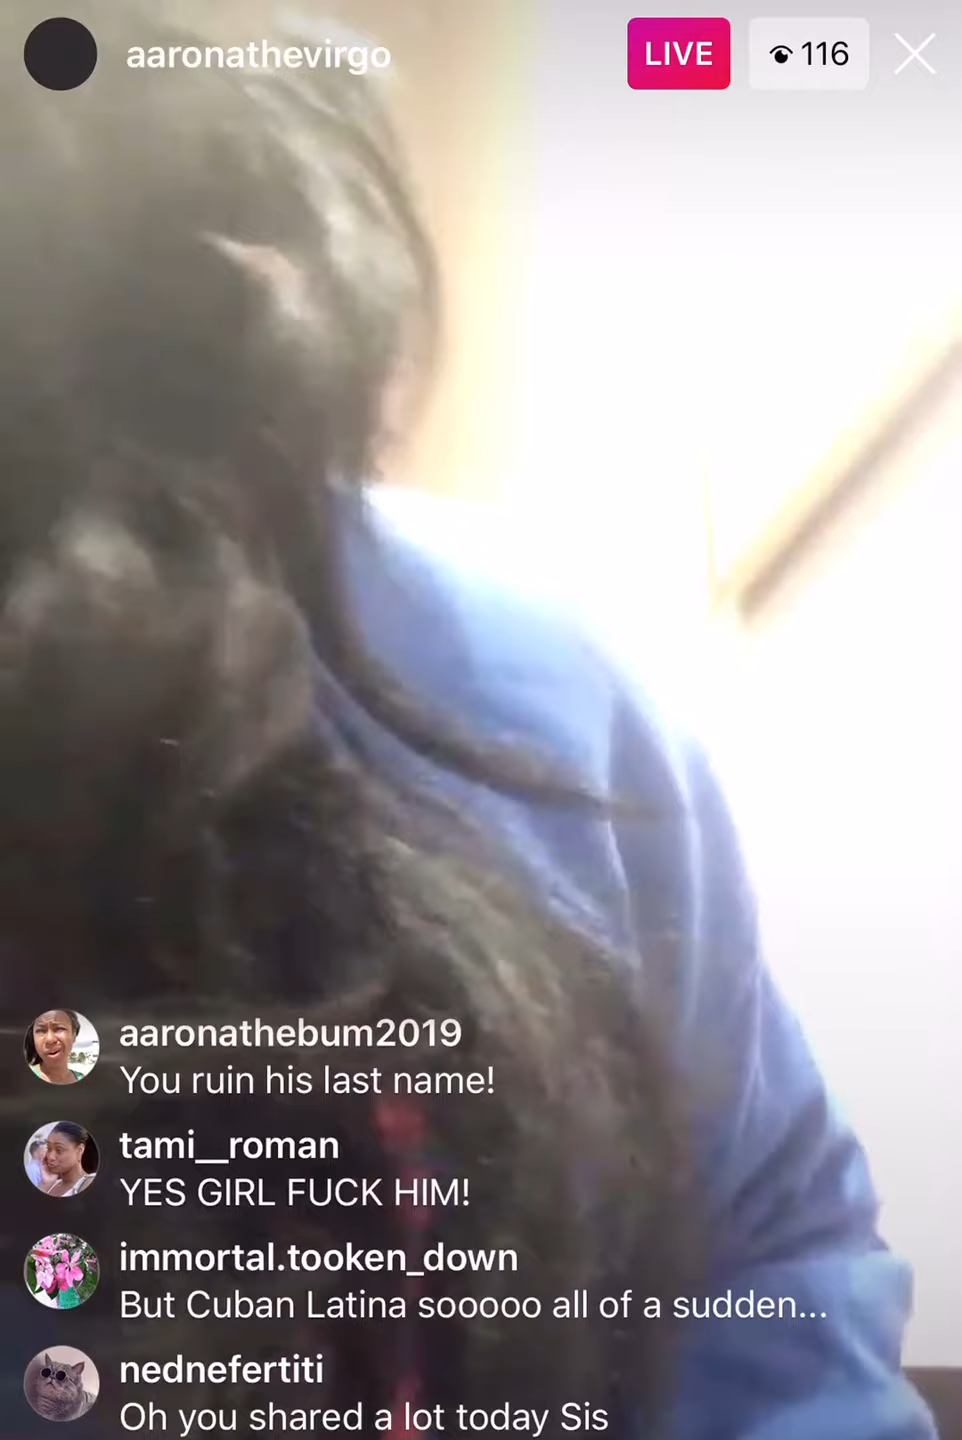 aaronathevirgo
LIVE
116
aaronathebum2019
You ruin his last name!
tami__roman
YES GIRL FUCK HIM!
immortal.tooken_down
But Cuban Latina sooooo all of a sudden...
nednefertiti
Oh you shared a lot today Sis